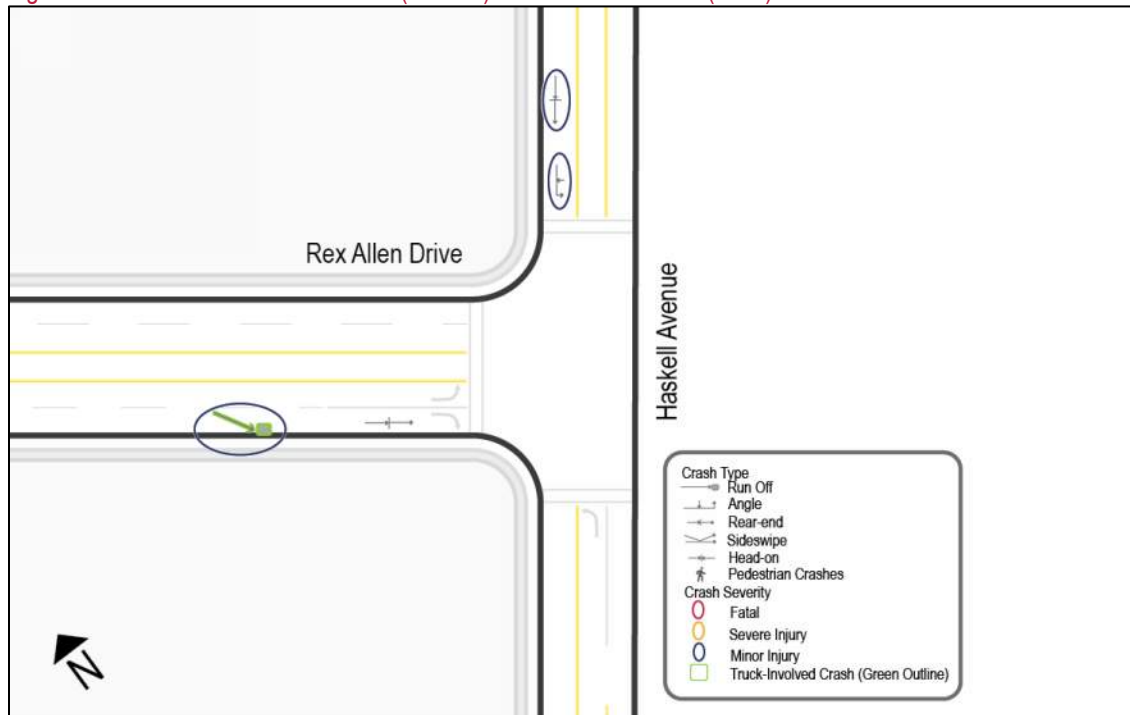 Rex Allen Drive
Haskell Avenue
Crash Type
Run Off
Angle
Rear-end
Sideswipe
Head-on
Pedestrian Crashes
Crash Severity
Fatal
Severe Injury
Minor Injury
Truck-Involved Crash (Green Outline)
N